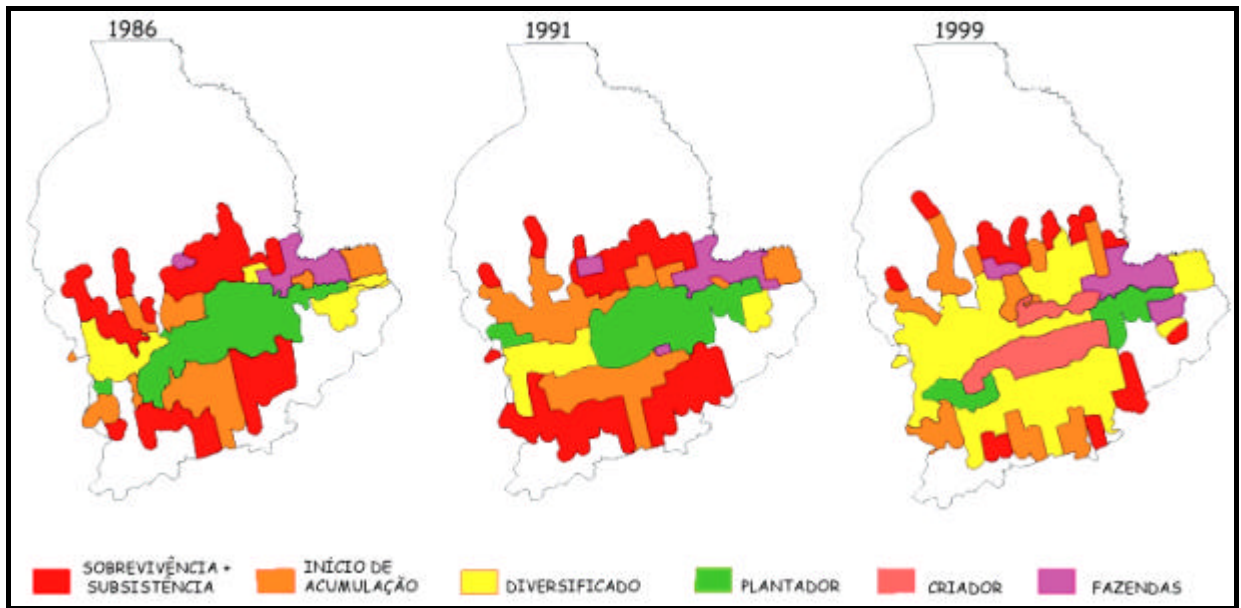 1986
1991
1999
SOBREVIVÊNCIA +
SUBSISTÊNCIA
INÍCIO DE
ACUMULAÇÃO
DIVERSIFICADO
PLANTADOR
CRIADOR
FAZENDAS